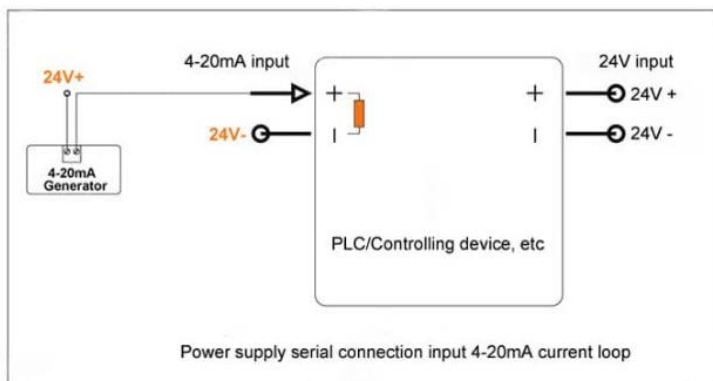 4-20mA input
24V input
24V+
+
+
24V +
24V-
-
-
24V -
4-20mA
Generator
PLC/Controlling device, etc
Power supply serial connection input 4-20mA current loop